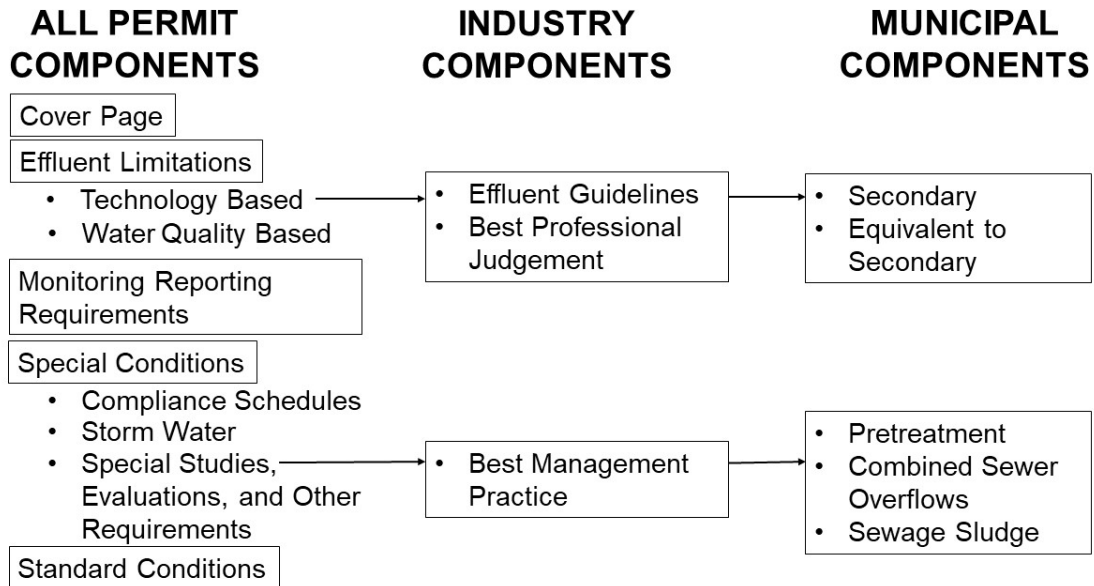 ALL PERMIT
COMPONENTS
INDUSTRY
COMPONENTS
MUNICIPAL
COMPONENTS
Cover Page
Effluent Limitations
• Technology Based
• Water Quality Based
• Effluent Guidelines
• Best Professional
Judgement
• Secondary
• Equivalent to
Secondary
Monitoring Reporting
Requirements
Special Conditions
• Compliance Schedules
• Storm Water
• Special Studies,
Evaluations, and Other
Requirements
• Best Management
Practice
• Pretreatment
• Combined Sewer
Overflows
• Sewage Sludge
Standard Conditions